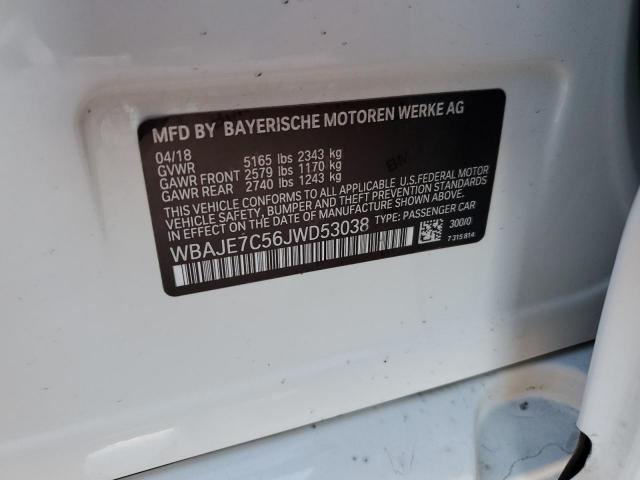 MFD BY BAYERISCHE MOTOREN WERKE AG
04/18
GVWR 5165 lbs 2343 kg
GAWR FRONT 2579 lbs 1170 kg
GAWR REAR 2740 lbs 1243 kg
THIS VEHICLE CONFORMS TO ALL APPLICABLE U.S.FEDERAL MOTOR
VEHICLE SAFETY, BUMPER AND THEFT PREVENTION STANDARDS
IN EFFECT ON THE DATE OF MANUFACTURE SHOWN ABOVE.
WBAJE7C56JWD53038
TYPE: PASSENGER CAR
300/0
7 315 814